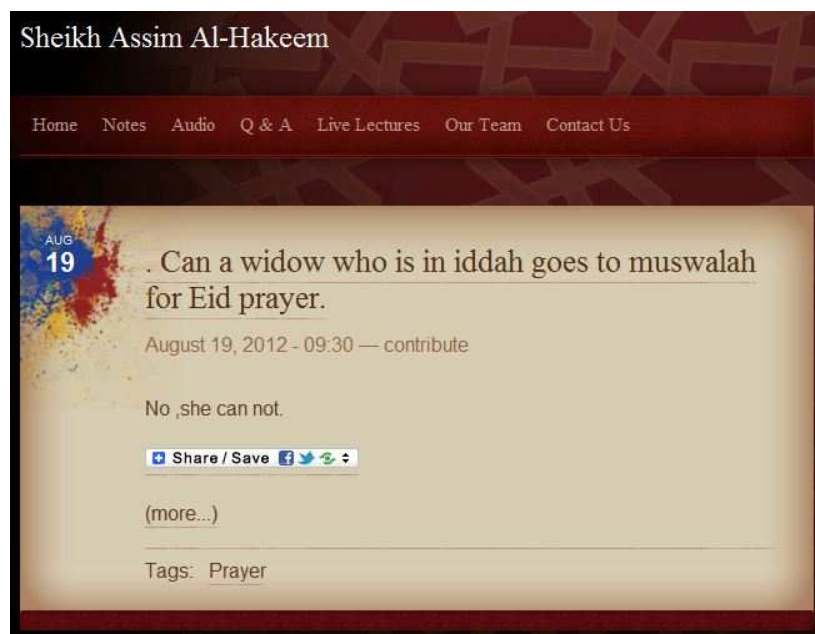 Sheikh Assim Al-Hakeem
Home Notes Audio Q & A Live Lectures Our Team Contact Us
AUG
19
. Can a widow who is in iddah goes to muswalah
for Eid prayer.
August 19, 2012 - 09:30 — contribute
No ,she can not.
Share / Save
(more...)
Tags: Prayer